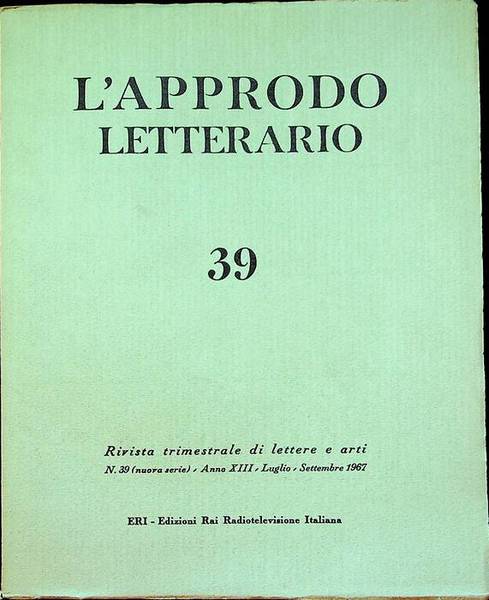 L'APPRODO
LETTERARIO
39
Rivista trimestrale di lettere e arti
N. 39 (nuova serie) - Anno XIII - Luglio - Settembre 1967
ERI - Edizioni Rai Radiotelevisione Italiana